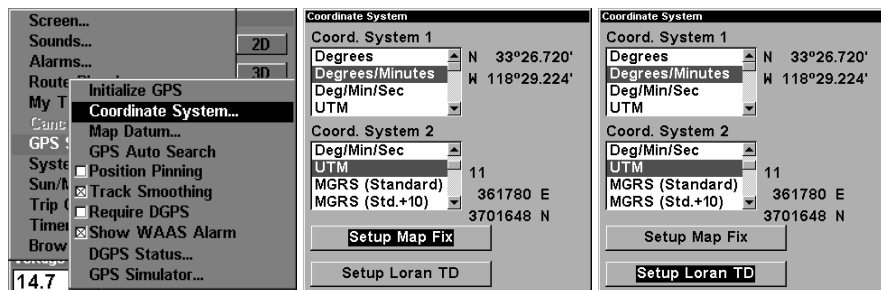 Screen...
Sounds...
2D
Alarms...
3D
Route
Initialize GPS
My T
Coordinate System...
Canc
Map Datum...
GPS S
GPS Auto Search
Syste
Position Pinning
Sun/M
Track Smoothing
Trip C
Require DGPS
Timer
Show WAAS Alarm
Brow
DGPS Status...
GPS Simulator...
14.7
Coordinate System
Coord. System 1
Degrees
Degrees/Minutes
Deg/Min/Sec
UTM
N 33º26.720'
W 118º29.224'
Coord. System 2
Deg/Min/Sec
UTM
MGRS (Standard)
MGRS (Std.+10)
11
361780 E
3701648 N
Setup Map Fix
Setup Loran TD
Coordinate System
Coord. System 1
Degrees
Degrees/Minutes
Deg/Min/Sec
UTM
N 33º26.720'
W 118º29.224'
Coord. System 2
Deg/Min/Sec
UTM
MGRS (Standard)
MGRS (Std.+10)
11
361780 E
3701648 N
Setup Map Fix
Setup Loran TD